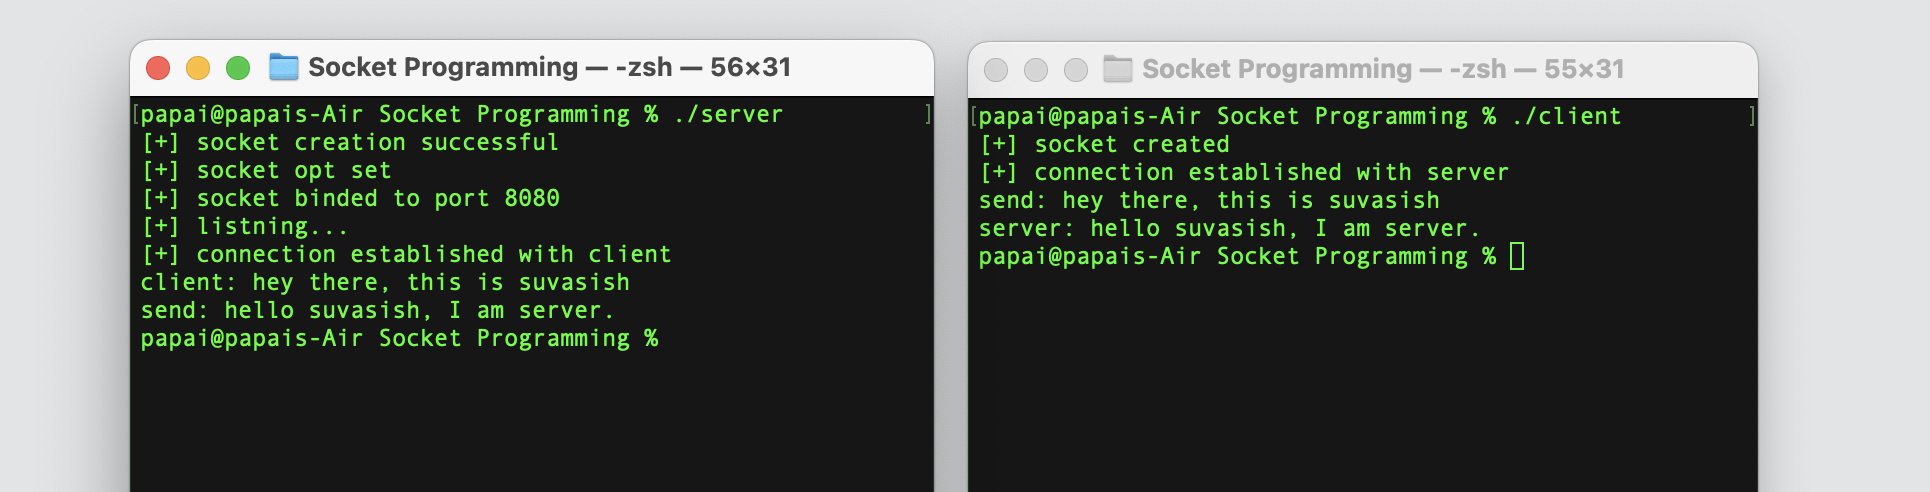 Socket Programming — -zsh — 56×31
[papai@papais-Air Socket Programming % ./server ]
[+] socket creation successful
[+] socket opt set
[+] socket binded to port 8080
[+] listning...
[+] connection established with client
client: hey there, this is suvasish
send: hello suvasish, I am server.
papai@papais-Air Socket Programming %
Socket Programming — -zsh — 55×31
[papai@papais-Air Socket Programming % ./client ]
[+] socket created
[+] connection established with server
send: hey there, this is suvasish
server: hello suvasish, I am server.
papai@papais-Air Socket Programming %